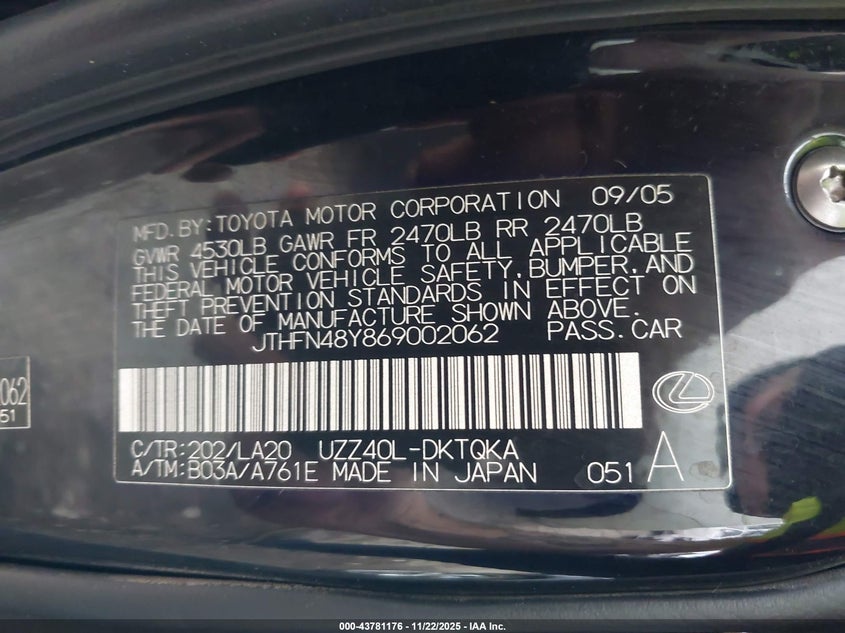 MFD.BY:TOYOTA MOTOR CORPORATION 09/05
GVWR 4530LB GAWR FR 2470LB RR 2470LB
THIS VEHICLE CONFORMS TO ALL APPLICABLE
FEDERAL MOTOR VEHICLE SAFETY,BUMPER,AND
THEFT PREVENTION STANDARDS IN EFFECT ON
THE DATE OF MANUFACTURE SHOWN ABOVE.
JTHFN48Y869002062 PASS.CAR
062
51
C/TR:202/LA20 UZZ40L-DKTQKA
A/TM:B03A/A761E MADE IN JAPAN 051 A
000-43781176 - 11/22/2025 - IAA Inc.